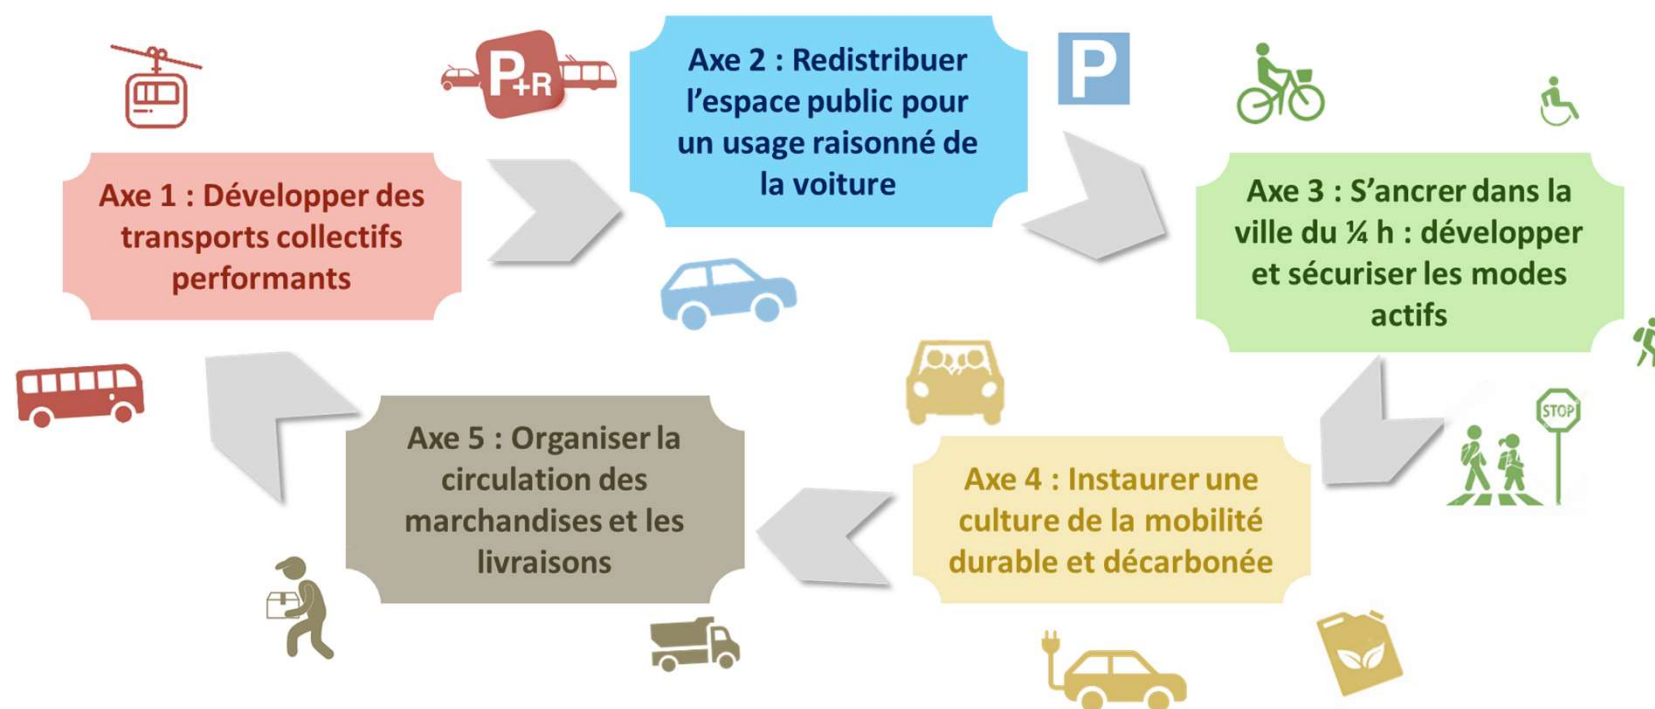 P+R
Axe 2 : Redistribuer
l’espace public pour
un usage raisonné de
la voiture
P
Axe 1 : Développer des
transports collectifs
performants
Axe 3 : S’ancrer dans la
ville du ¼ h : développer
et sécuriser les modes
actifs
STOP
Axe 5 : Organiser la
circulation des
marchandises et les
livraisons
Axe 4 : Instaurer une
culture de la mobilité
durable et décarbonée